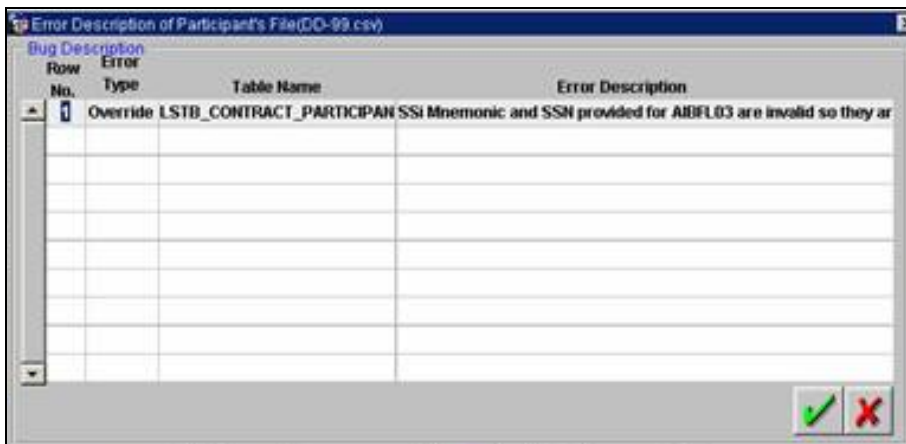 Error Description of Participant's File(DD-99.csv)
Bug Description
Row No. Error Type Table Name Error Description
1 Override LSTB_CONTRACT_PARTICIPAN SSi Mnemonic and SSN provided for AIBFL03 are invalid so they ar